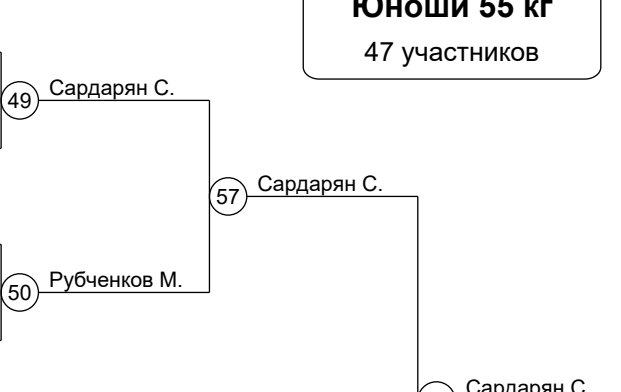 Юноши 55 кг
47 участников
Сардарян С.
49
Сардарян С.
57
Рубченков М.
50
Сардарян С.